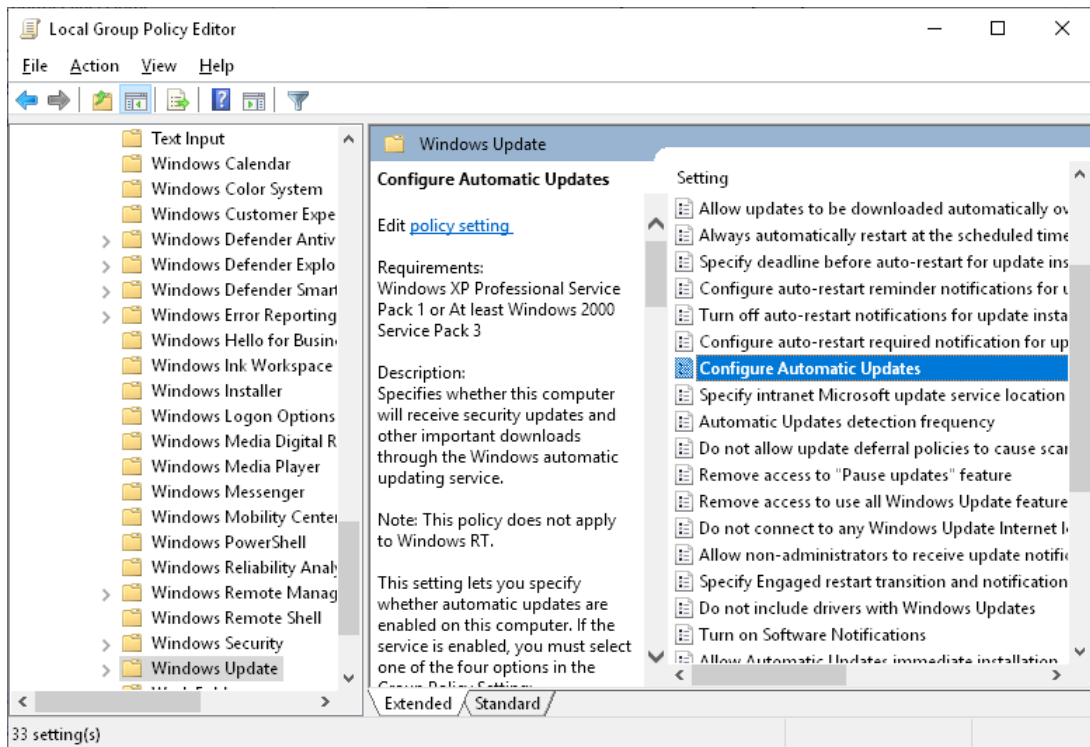 Local Group Policy Editor
File Action View Help
Text Input
Windows Calendar
Windows Color System
Windows Customer Expe
Windows Defender Antiv
Windows Defender Explo
Windows Defender Smart
Windows Error Reporting
Windows Hello for Busin
Windows Ink Workspace
Windows Installer
Windows Logon Options
Windows Media Digital R
Windows Media Player
Windows Messenger
Windows Mobility Center
Windows PowerShell
Windows Reliability Analy
Windows Remote Manag
Windows Remote Shell
Windows Security
Windows Update
Windows Update
Configure Automatic Updates
Edit policy setting
Requirements:
Windows XP Professional Service
Pack 1 or At least Windows 2000
Service Pack 3
Description:
Specifies whether this computer
will receive security updates and
other important downloads
through the Windows automatic
updating service.
Note: This policy does not apply
to Windows RT.
This setting lets you specify
whether automatic updates are
enabled on this computer. If the
service is enabled, you must select
one of the four options in the
Group Policy Setting:
Setting
Allow updates to be downloaded automatically ov
Always automatically restart at the scheduled time
Specify deadline before auto-restart for update ins
Configure auto-restart reminder notifications for u
Turn off auto-restart notifications for update insta
Configure auto-restart required notification for up
Configure Automatic Updates
Specify intranet Microsoft update service location
Automatic Updates detection frequency
Do not allow update deferral policies to cause scan
Remove access to "Pause updates" feature
Remove access to use all Windows Update feature
Do not connect to any Windows Update Internet l
Allow non-administrators to receive update notific
Specify Engaged restart transition and notification
Do not include drivers with Windows Updates
Turn on Software Notifications
Allow Automatic Updates immediate installation
Extended Standard
33 setting(s)